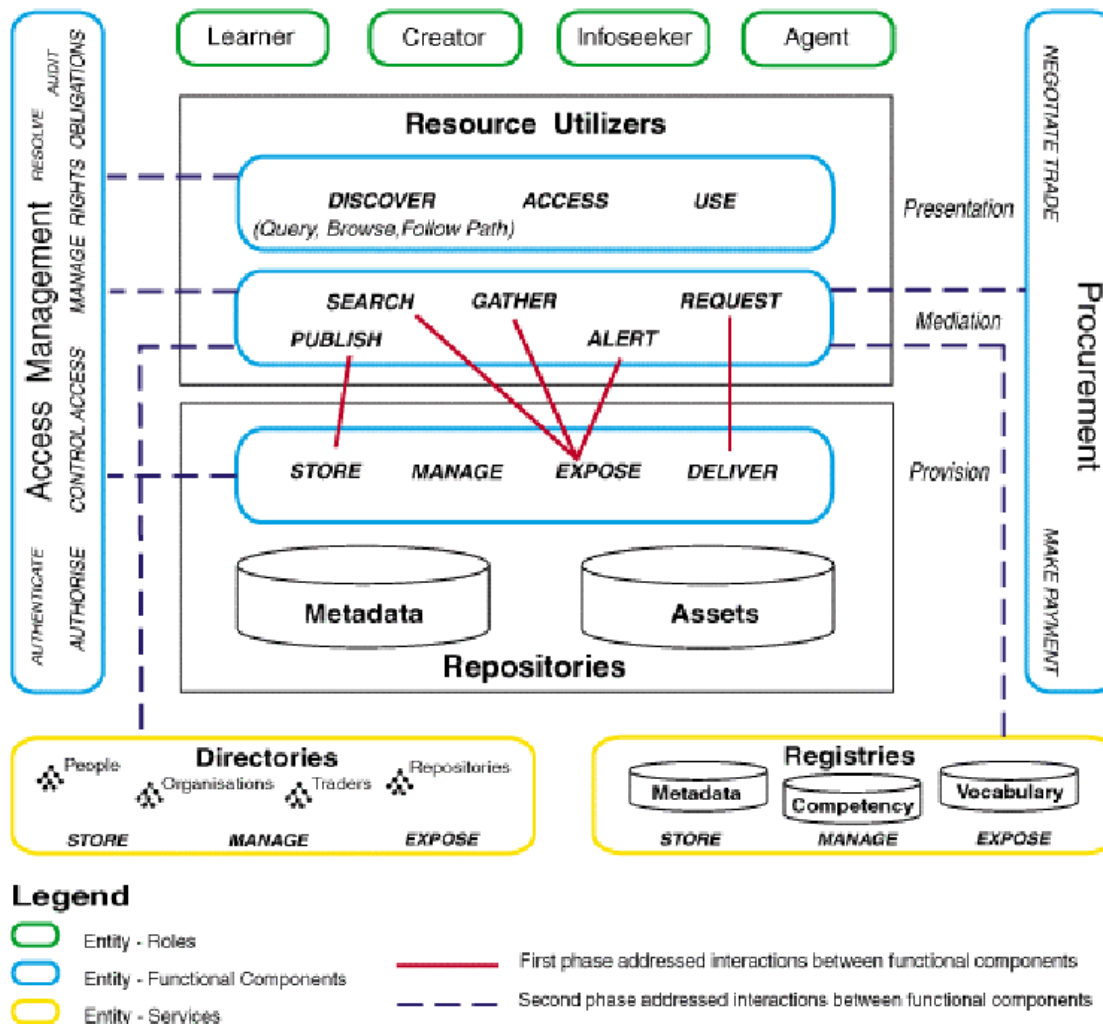 Learner
Creator
Infoseeker
Agent
Access Management
AUTHENTICATE
AUTHORISE
CONTROL ACCESS
MANAGE RIGHTS OBLIGATIONS
RESOLVE
AUDIT
Resource Utilizers
DISCOVER
ACCESS
USE
(Query, Browse,Follow Path)
Presentation
SEARCH
GATHER
REQUEST
PUBLISH
ALERT
Mediation
STORE
MANAGE
EXPOSE
DELIVER
Provision
Metadata
Assets
Repositories
NEGOTIATE TRADE
Procurement
MAKE PAYMENT
Directories
People
Organisations
Traders
Repositories
STORE
MANAGE
EXPOSE
Registries
Metadata
Competency
Vocabulary
STORE
MANAGE
EXPOSE
Legend
Entity - Roles
Entity - Functional Components
Entity - Services
First phase addressed interactions between functional components
Second phase addressed interactions between functional components